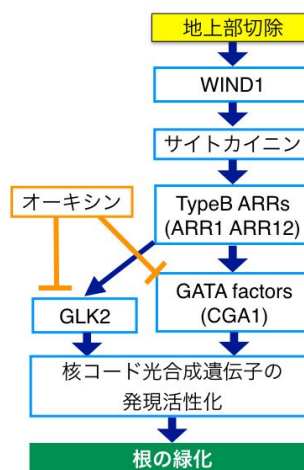 地上部切除
WIND1
サイトカイニン
オーキシン
TypeB ARRs
(ARR1 ARR12)
GLK2
GATA factors
(CGA1)
核コード光合成遺伝子の
発現活性化
根の緑化